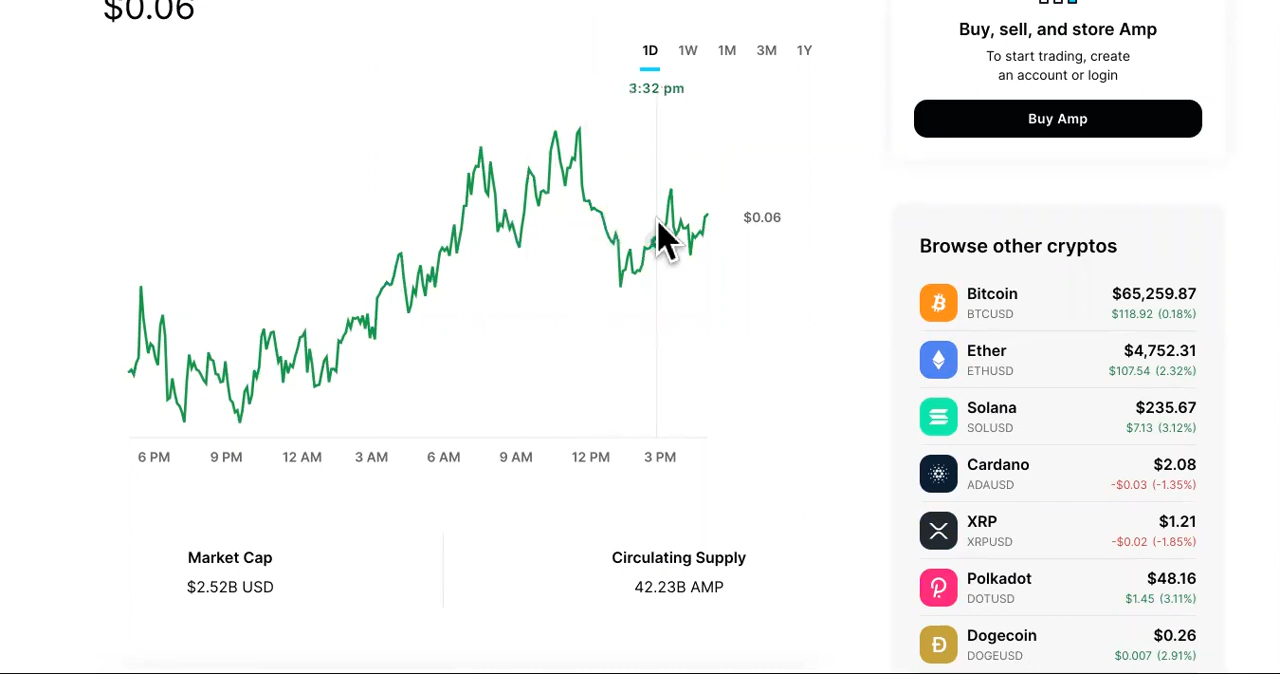 $0.06
1D 1W 1M 3M 1Y
3:32 pm
$0.06
6 PM 9 PM 12 AM 3 AM 6 AM 9 AM 12 PM 3 PM
Market Cap
$2.52B USD
Circulating Supply
42.23B AMP
Buy, sell, and store Amp
To start trading, create
an account or login
Buy Amp
Browse other cryptos
Bitcoin $65,259.87
BTCUSD $118.92 (0.18%)
Ether $4,752.31
ETHUSD $107.54 (2.32%)
Solana $235.67
SOLUSD $7.13 (3.12%)
Cardano $2.08
ADAUSD -$0.03 (-1.35%)
XRP $1.21
XRPUSD -$0.02 (-1.85%)
Polkadot $48.16
DOTUSD $1.45 (3.11%)
Dogecoin $0.26
DOGEUSD $0.007 (2.91%)